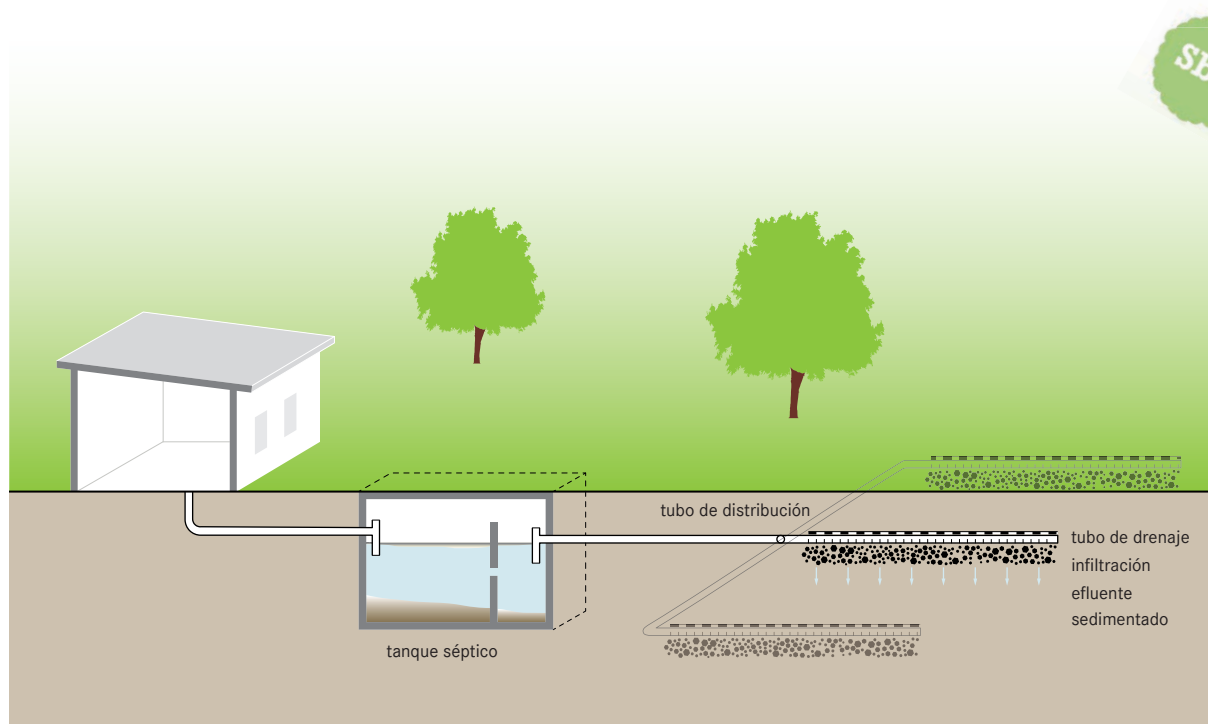 tubo de distribución
tubo de drenaje
infiltración
efluente
sedimentado
tanque séptico